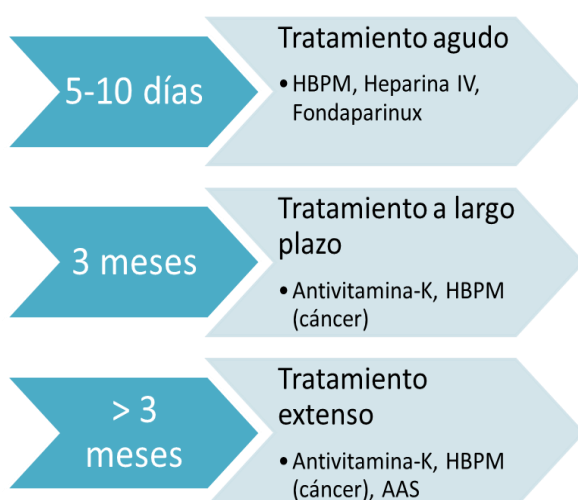 5-10 días
Tratamiento agudo
• HBPM, Heparina IV,
Fondaparinux
3 meses
Tratamiento a largo
plazo
• Antivitamina-K, HBPM
(cáncer)
> 3
meses
Tratamiento
extenso
• Antivitamina-K, HBPM
(cáncer), AAS